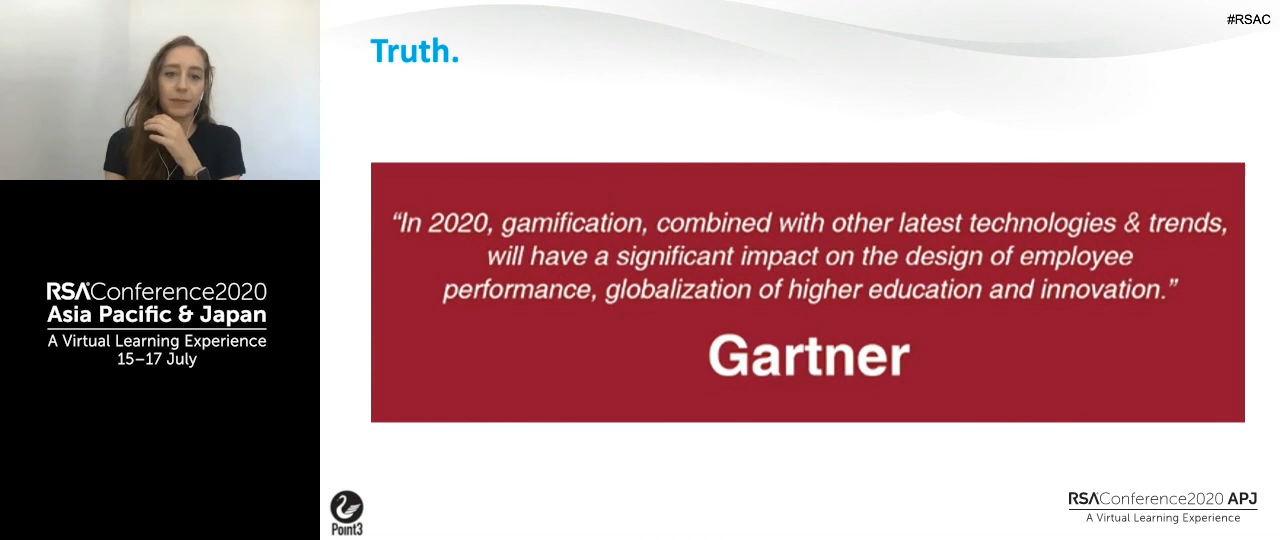 #RSAC
Truth.
“In 2020, gamification, combined with other latest technologies & trends,
will have a significant impact on the design of employee
performance, globalization of higher education and innovation.”
Gartner
RSAConference2020
Asia Pacific & Japan
A Virtual Learning Experience
15–17 July
Point3
RSAConference2020 APJ
A Virtual Learning Experience